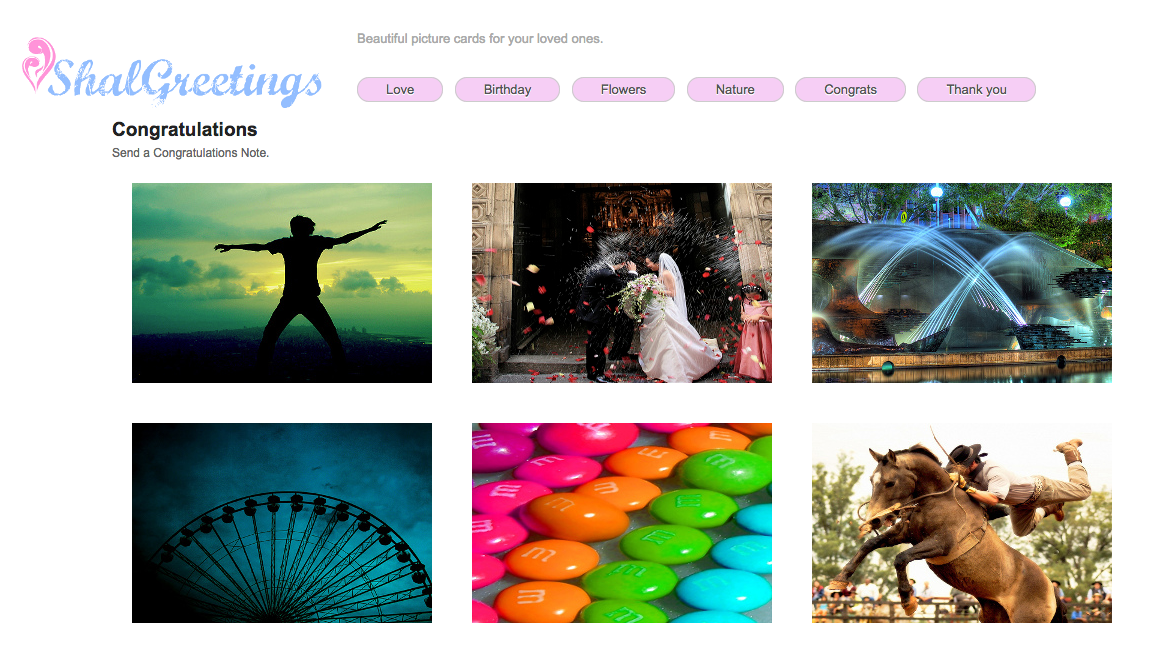 Beautiful picture cards for your loved ones.
ShalGreetings
Love Birthday Flowers Nature Congrats Thank you
Congratulations
Send a Congratulations Note.
m m m
m m
m m m
m
m m
m
m m